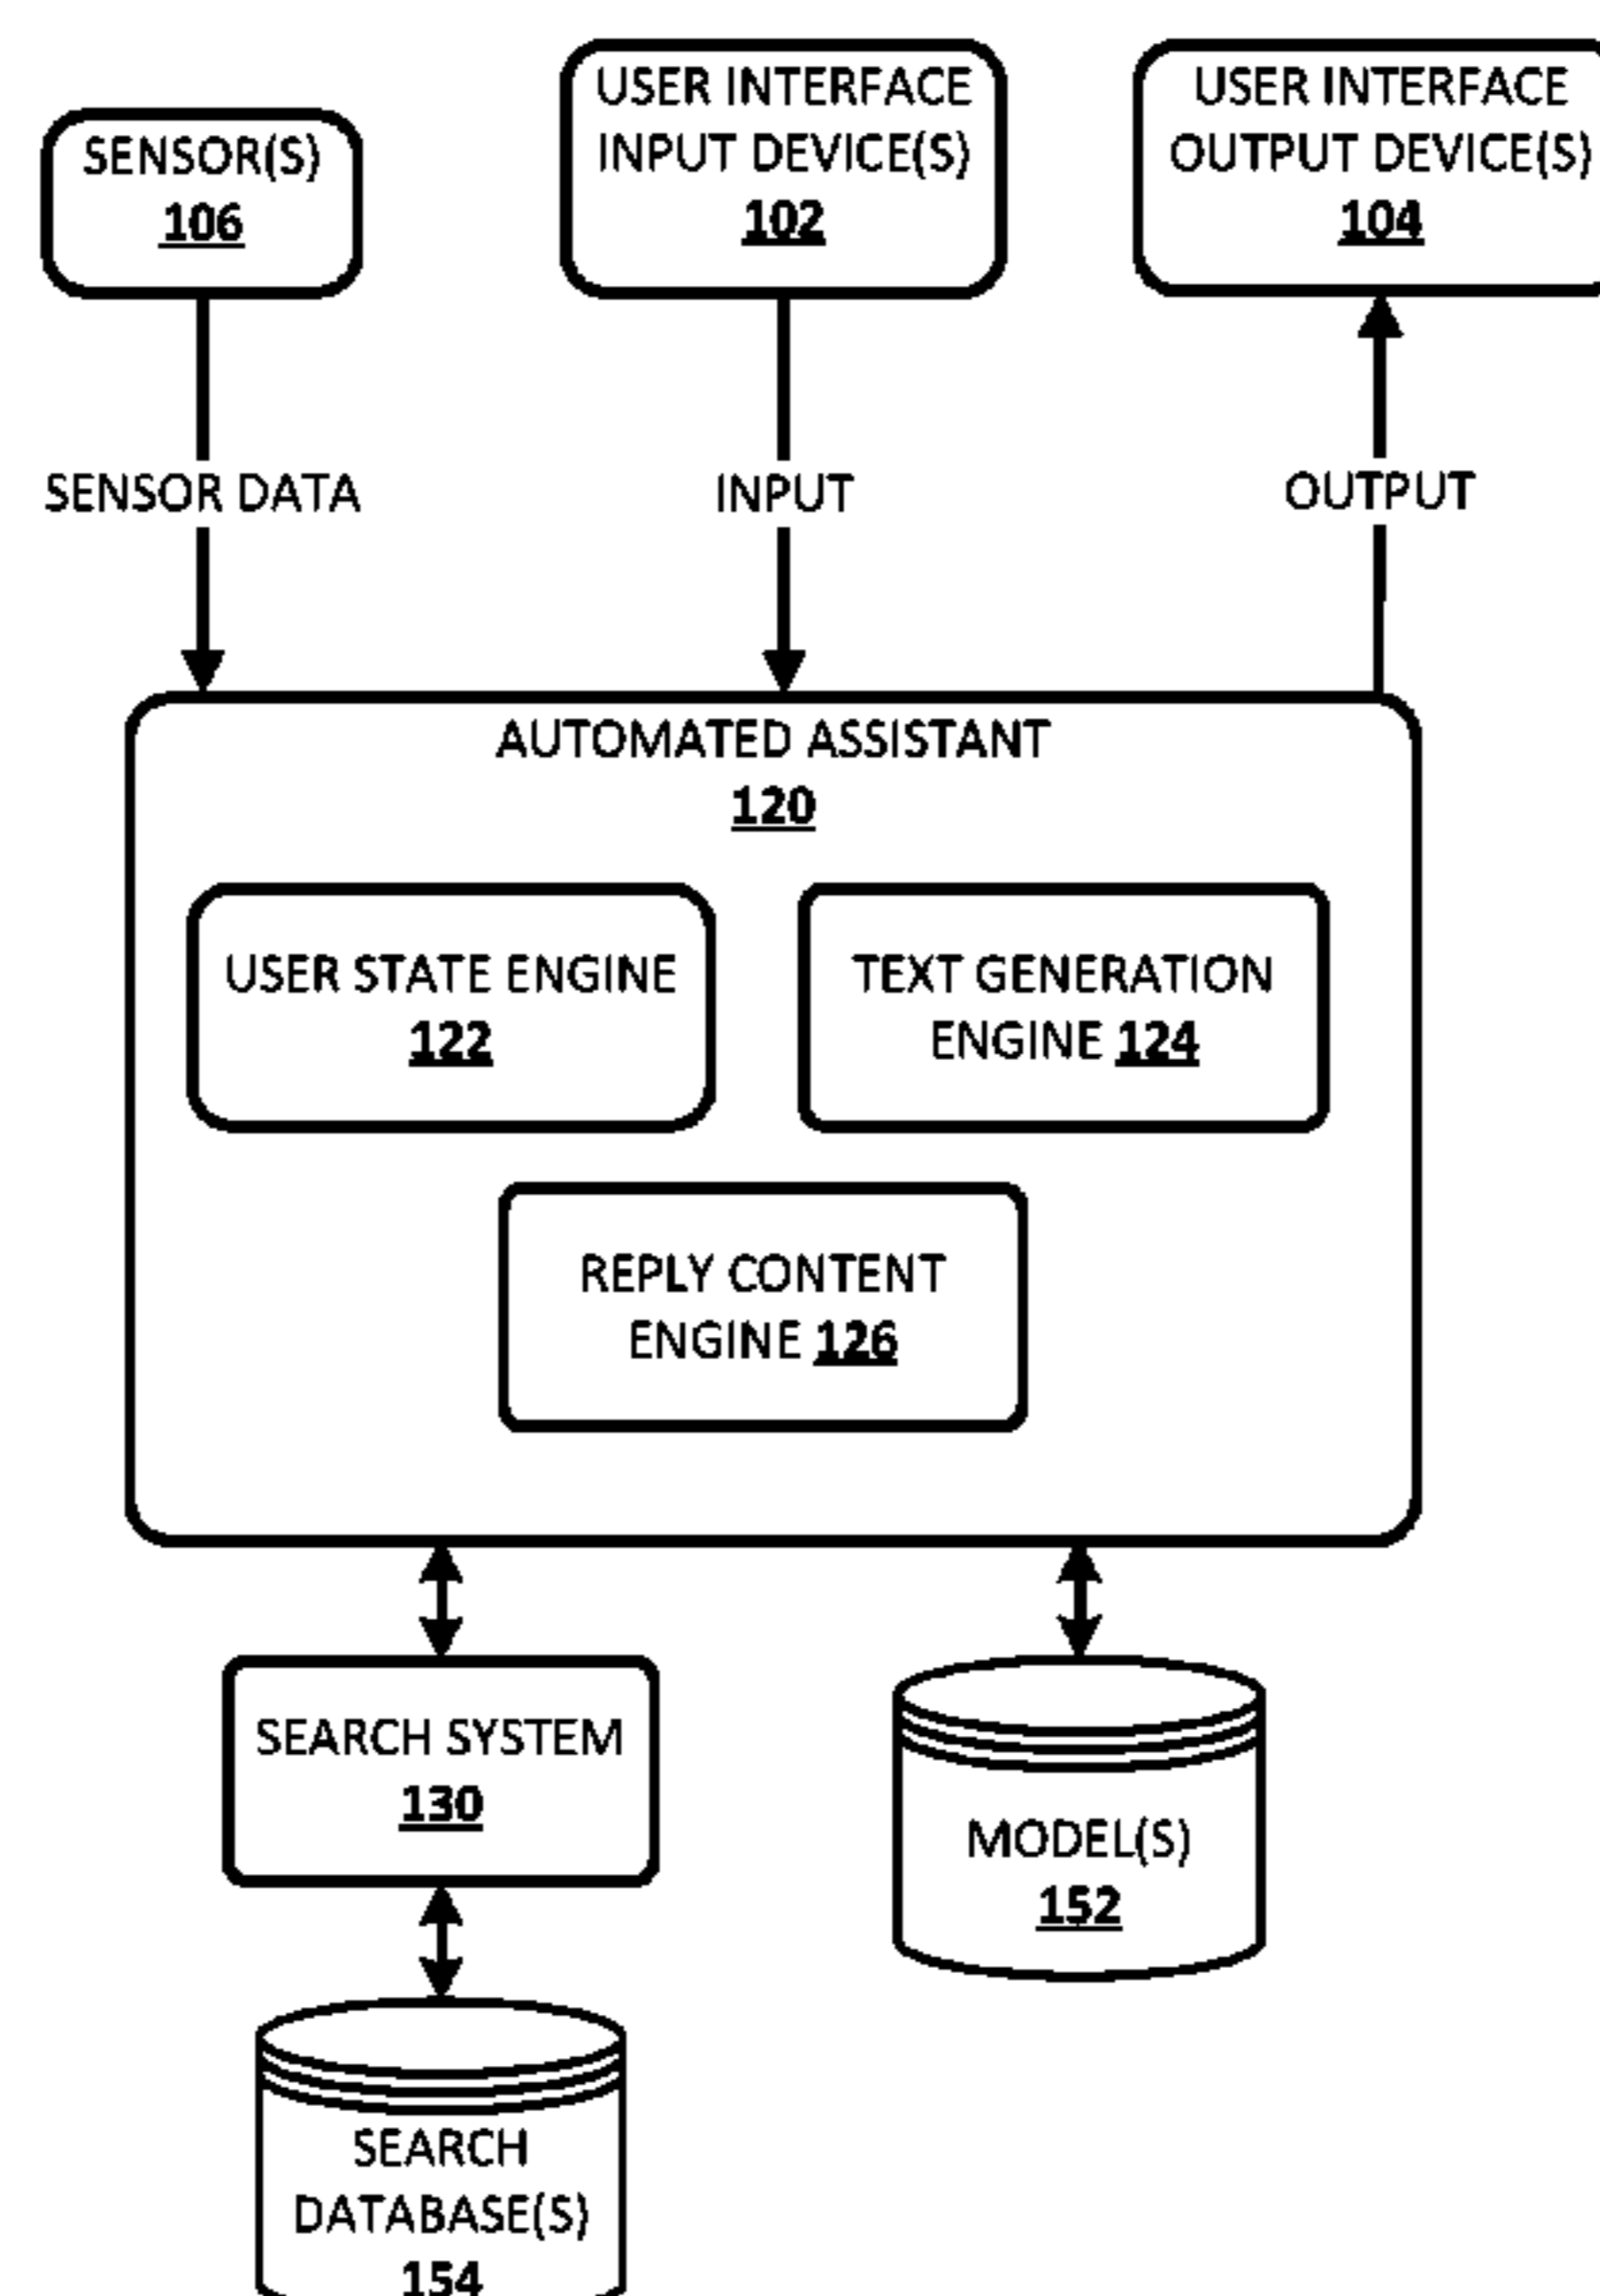 SENSOR(S)
106
USER INTERFACE
INPUT DEVICE(S)
102
USER INTERFACE
OUTPUT DEVICE(S)
104
SENSOR DATA
INPUT
OUTPUT
AUTOMATED ASSISTANT
120
USER STATE ENGINE
122
TEXT GENERATION
ENGINE 124
REPLY CONTENT
ENGINE 126
SEARCH SYSTEM
130
MODEL(S)
152
SEARCH
DATABASE(S)
154